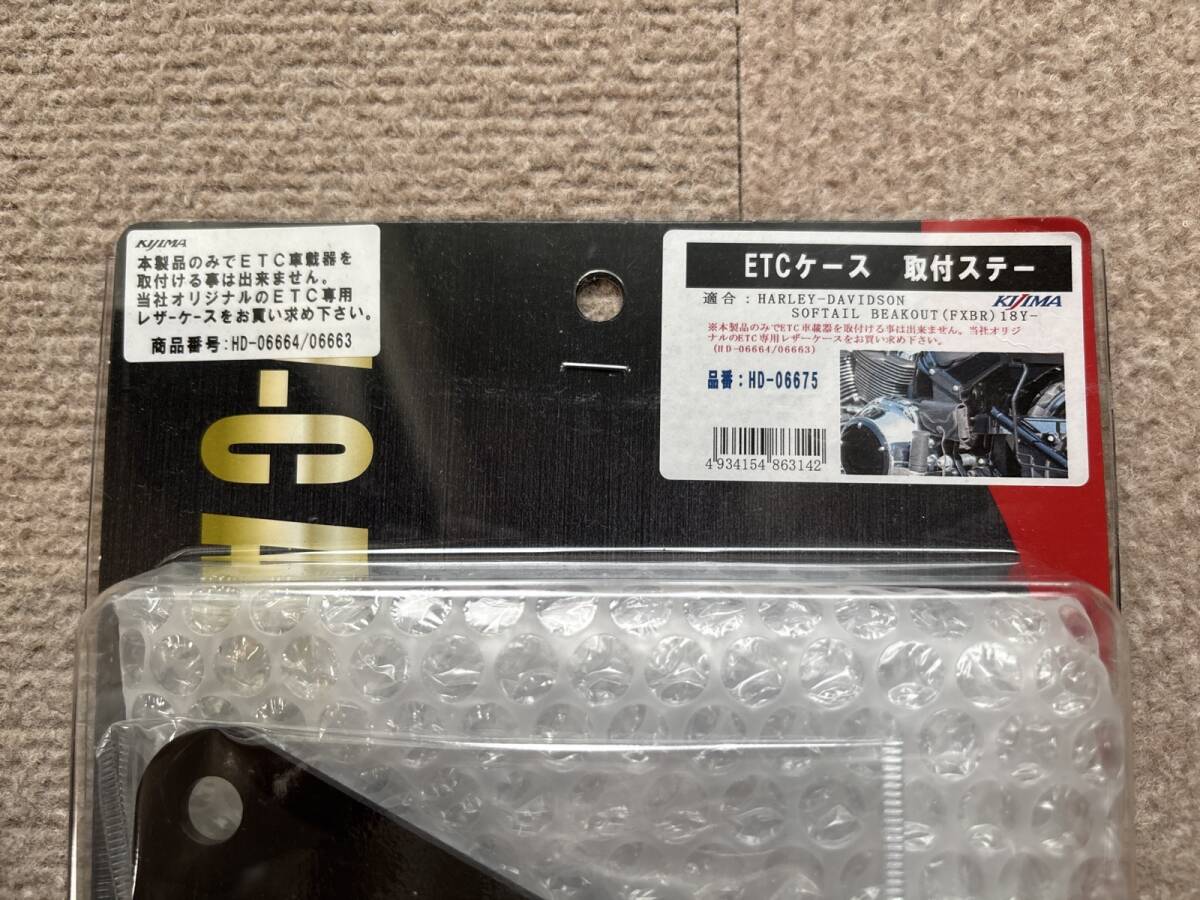 KIJIMA
本製品のみでＥＴＣ車載器を
取付ける事は出来ません。
当社オリジナルのＥＴＣ専用
レザーケースをお買い求め下さい。
商品番号:HD-06664/06663
ETCケース 取付ステー
適合：HARLEY-DAVIDSON
KIJIMA
SOFTAIL BEAKOUT(FXBR)18Y-
※本製品のみでETC車載器を取付ける事は出来ません。当社オリジ
ナルのETC専用レザーケースをお買い求め下さい。
(HD-06664/06663)
品番：HD-06675
4 934154 863142
-CA